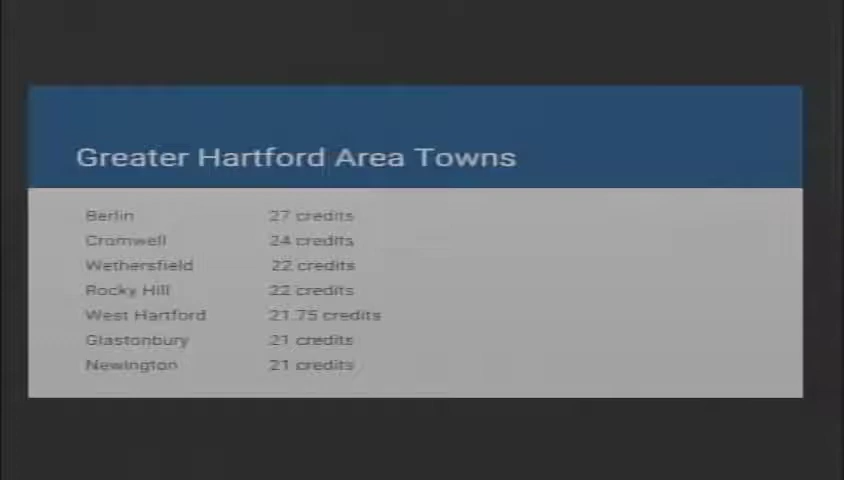 Greater Hartford Area Towns
Berlin 27 credits
Cromwell 24 credits
Wethersfield 22 credits
Rocky Hill 22 credits
West Hartford 21.75 credits
Glastonbury 21 credits
Newington 21 credits